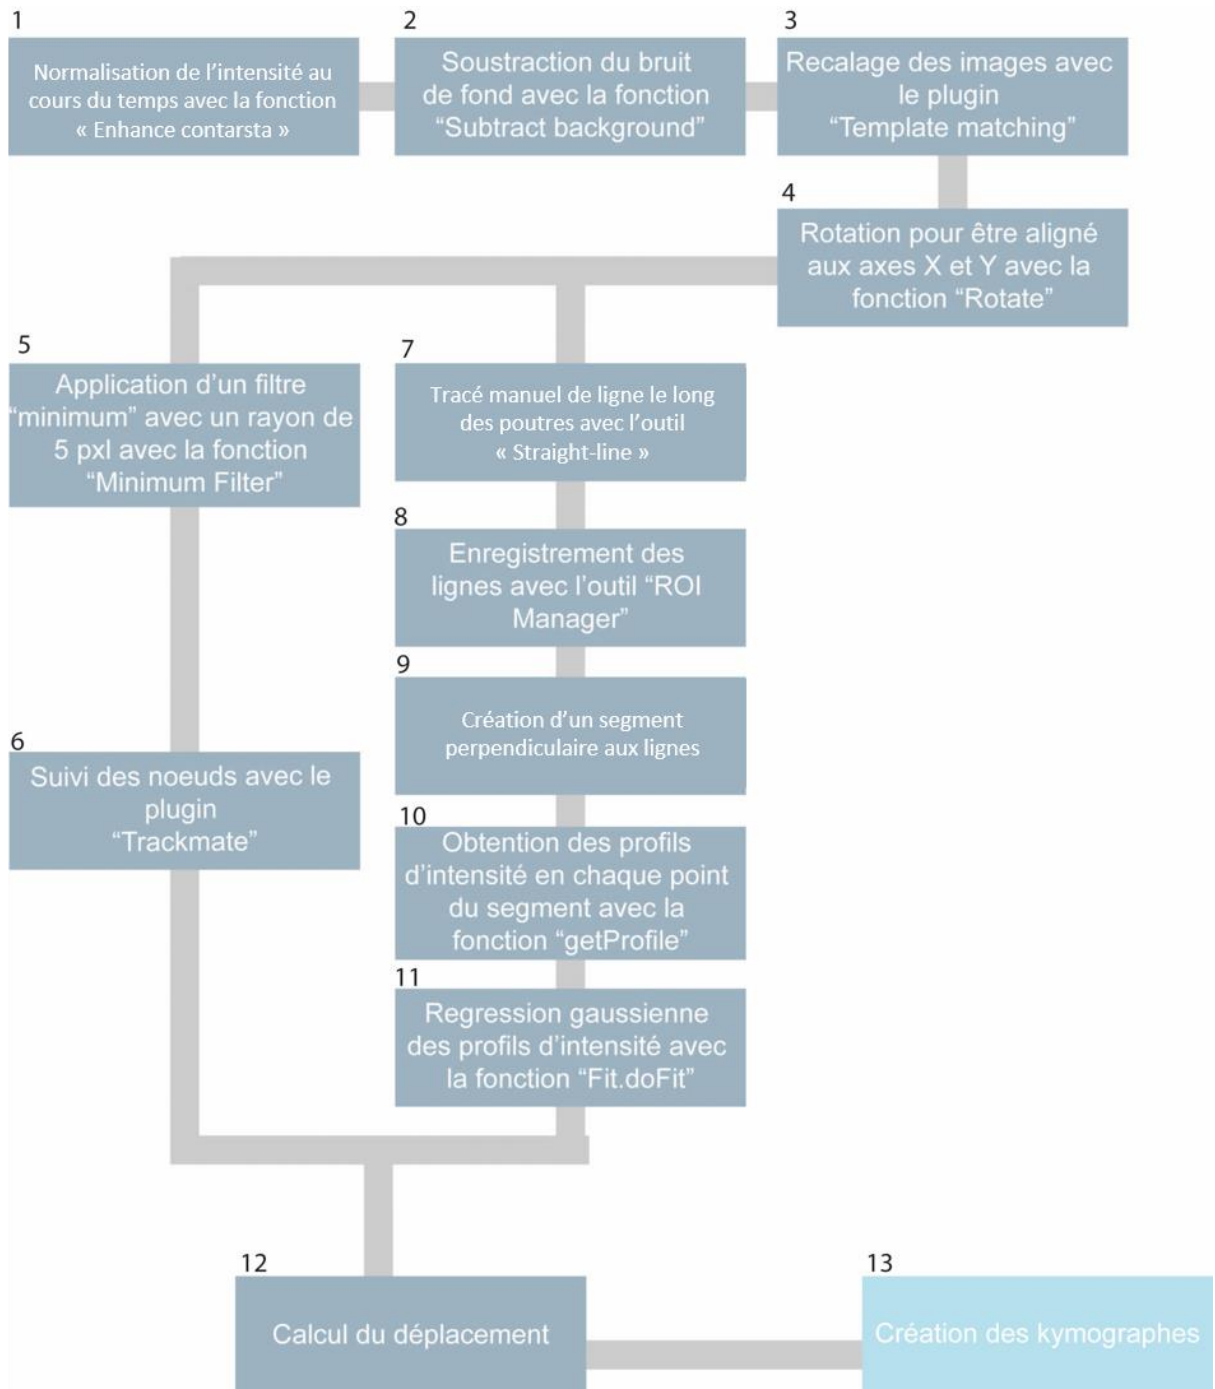 1
Normalisation de l’intensité au
cours du temps avec la fonction
« Enhance contarsta »
2
Soustraction du bruit
de fond avec la fonction
“Subtract background”
3
Recalage des images avec
le plugin
“Template matching”
4
Rotation pour être aligné
aux axes X et Y avec la
fonction “Rotate”
5
Application d’un filtre
“minimum” avec un rayon de
5 pxl avec la fonction
“Minimum Filter”
6
Suivi des noeuds avec le
plugin
“Trackmate”
7
Tracé manuel de ligne le long
des poutres avec l’outil
« Straight-line »
8
Enregistrement des
lignes avec l’outil “ROI
Manager”
9
Création d’un segment
perpendiculaire aux lignes
10
Obtention des profils
d’intensité en chaque point
du segment avec la
fonction “getProfile”
11
Regression gaussienne
des profils d’intensité avec
la fonction “Fit.doFit”
12
Calcul du déplacement
13
Création des kymographes